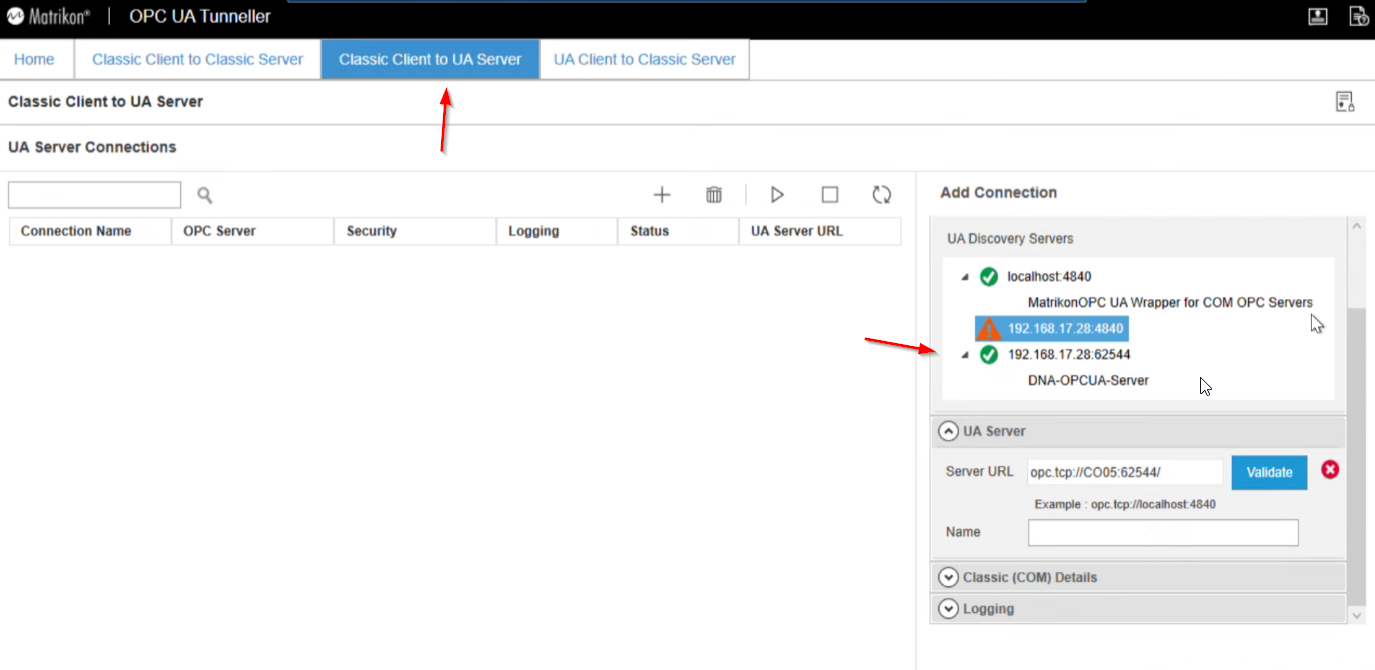 Matrikon® | OPC UA Tunneller
Home Classic Client to Classic Server Classic Client to UA Server UA Client to Classic Server
Classic Client to UA Server
UA Server Connections
Connection Name OPC Server Security Logging Status UA Server URL
Add Connection
UA Discovery Servers
localhost:4840
MatrikonOPC UA Wrapper for COM OPC Servers
192.168.17.28:4840
192.168.17.28:62544
DNA-OPCUA-Server
UA Server
Server URL opc.tcp://CO05:62544/ Validate
Example : opc.tcp://localhost:4840
Name
Classic (COM) Details
Logging